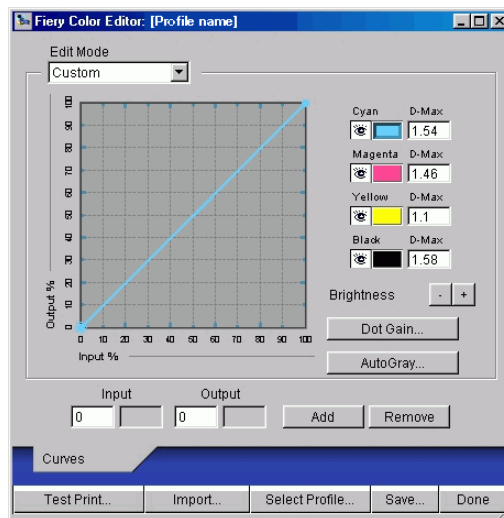 Fiery Color Editor: [Profile name]
Edit Mode
Custom
Output %
100
90
80
70
60
50
40
30
20
10
0
0 10 20 30 40 50 60 70 80 90 100
Input %
Cyan D-Max
1.54
Magenta D-Max
1.46
Yellow D-Max
1.1
Black D-Max
1.58
Brightness - +
Dot Gain...
AutoGray...
Input Output
0 0 Add Remove
Curves
Test Print... Import... Select Profile... Save... Done